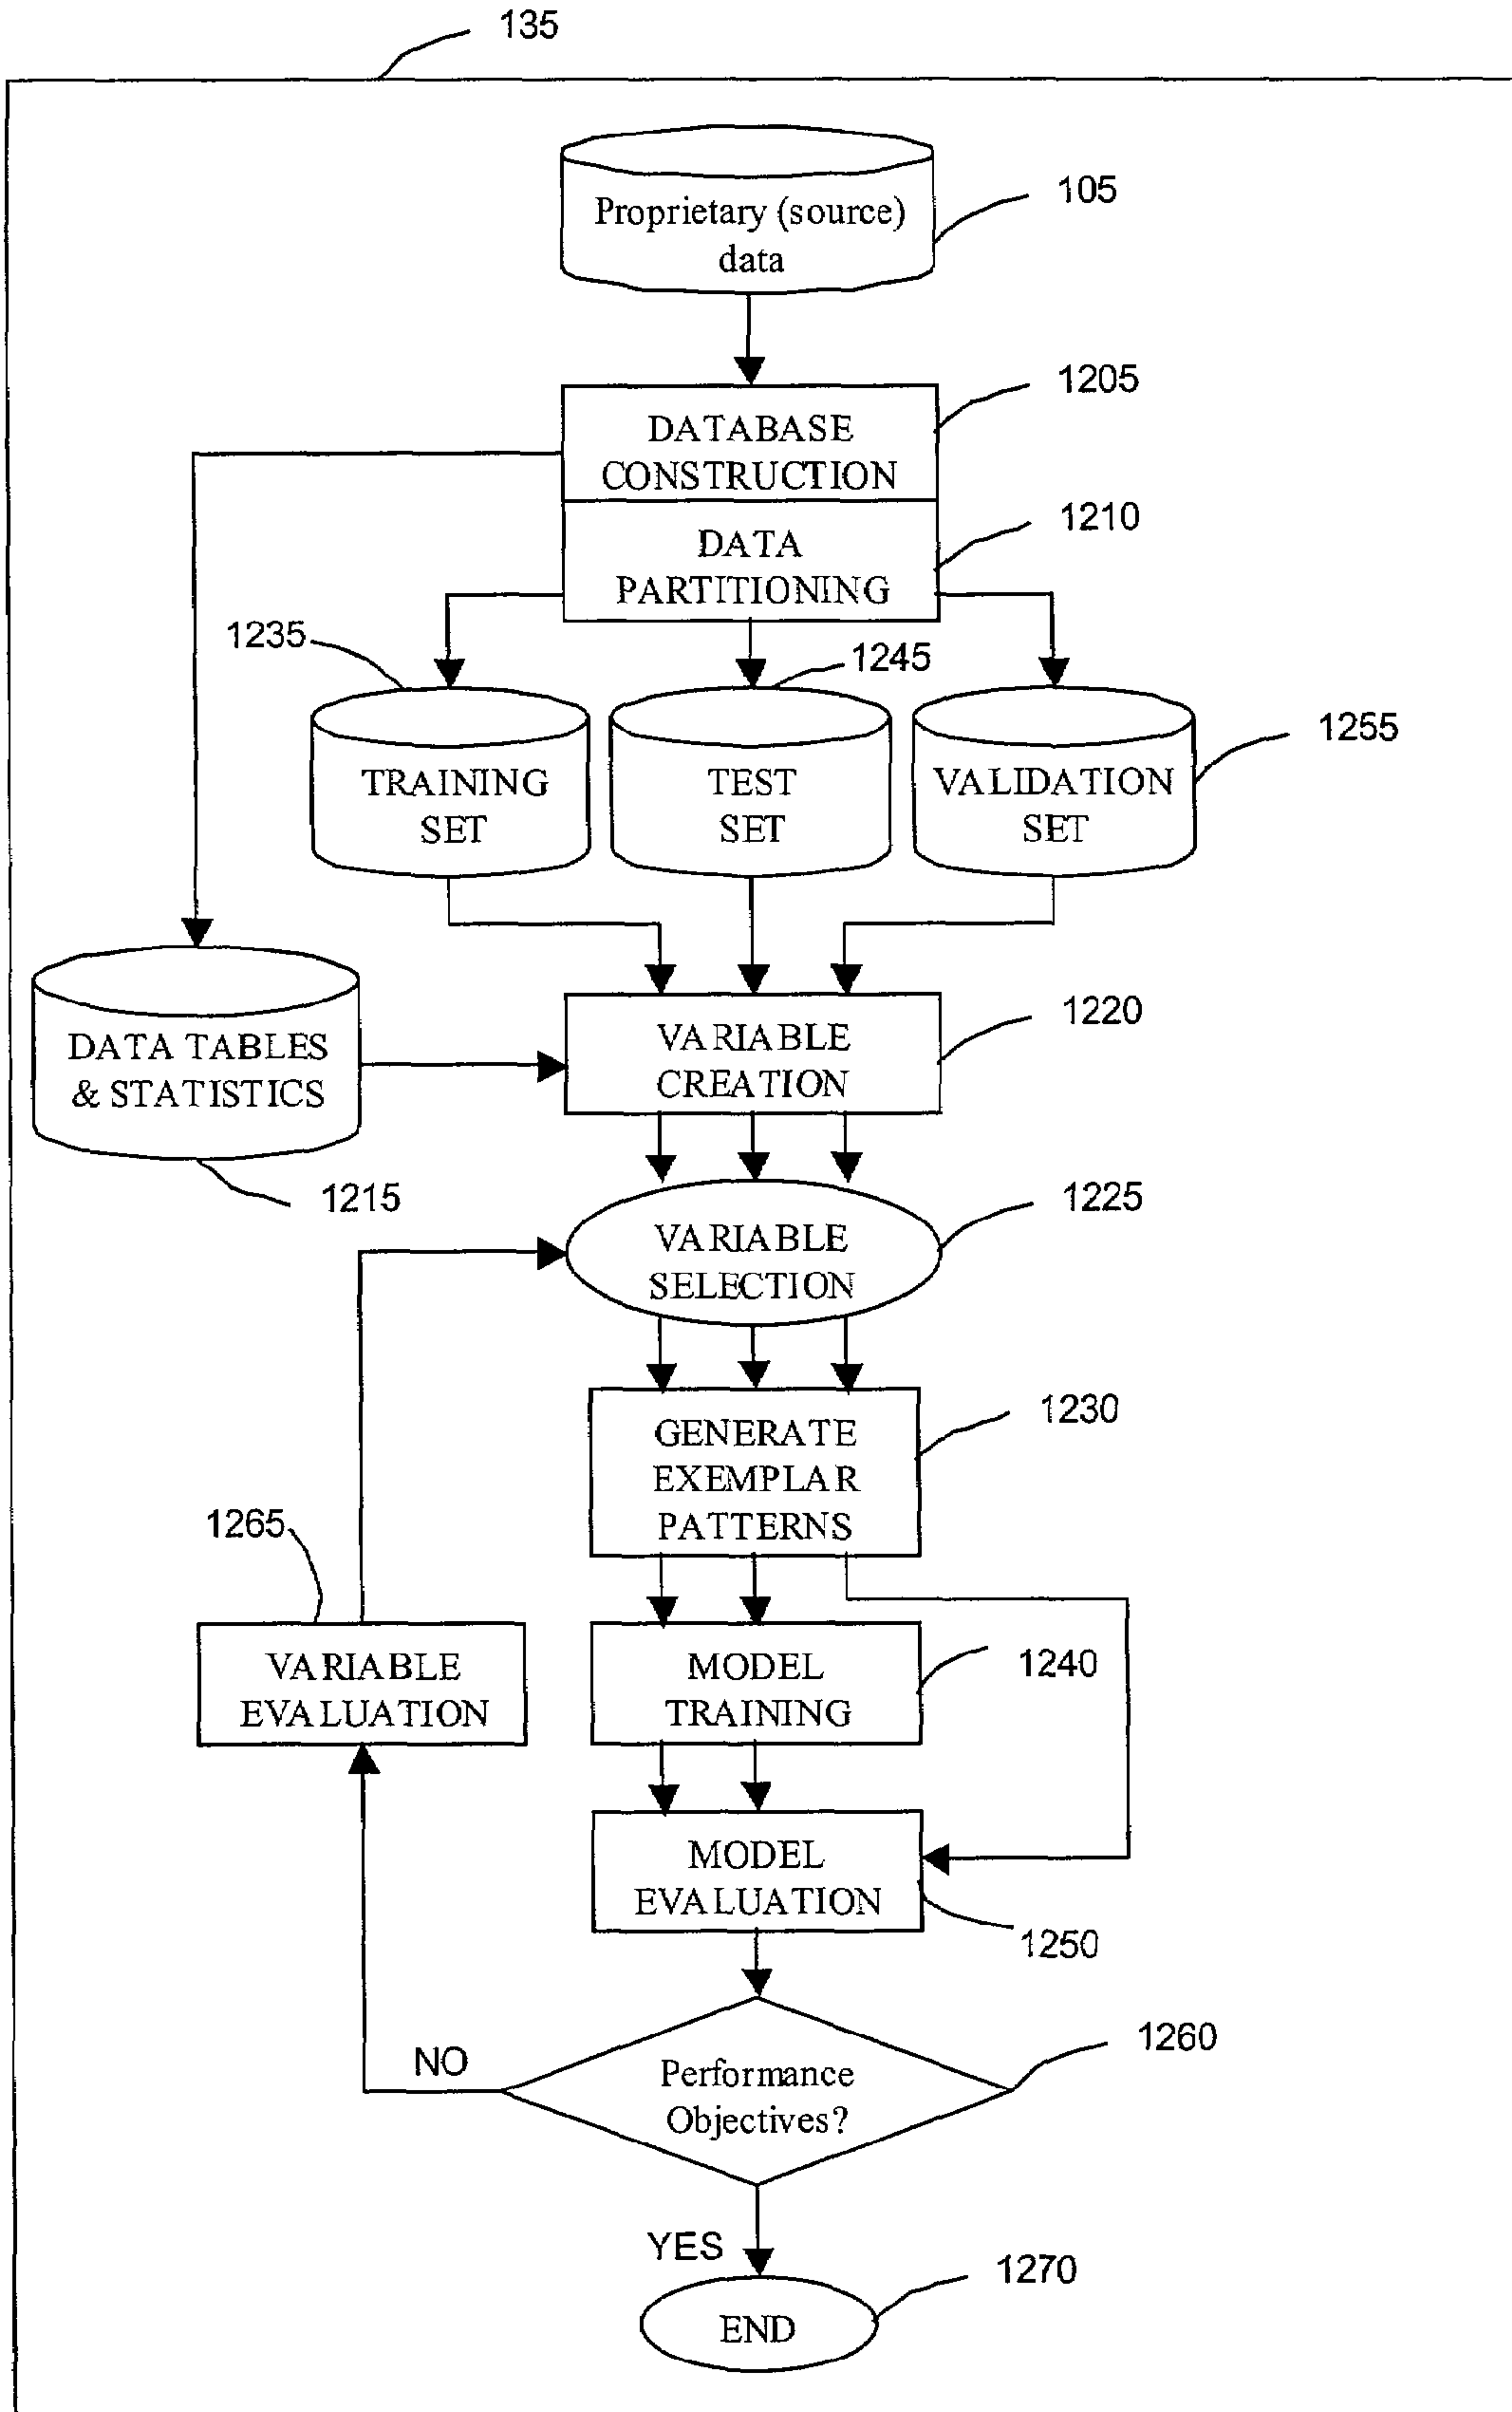 135
Proprietary (source)
data
105
1205
DATABASE
CONSTRUCTION
1210
DATA
PARTITIONING
1235
1245
1255
TRAINING
SET
TEST
SET
VALIDATION
SET
1220
VARIABLE
CREATION
DATA TABLES
& STATISTICS
1215
1225
VARIABLE
SELECTION
1230
GENERATE
EXEMPLAR
PATTERNS
1265
VARIABLE
EVALUATION
MODEL
TRAINING
1240
MODEL
EVALUATION
1250
1260
NO
Performance
Objectives?
YES
1270
END